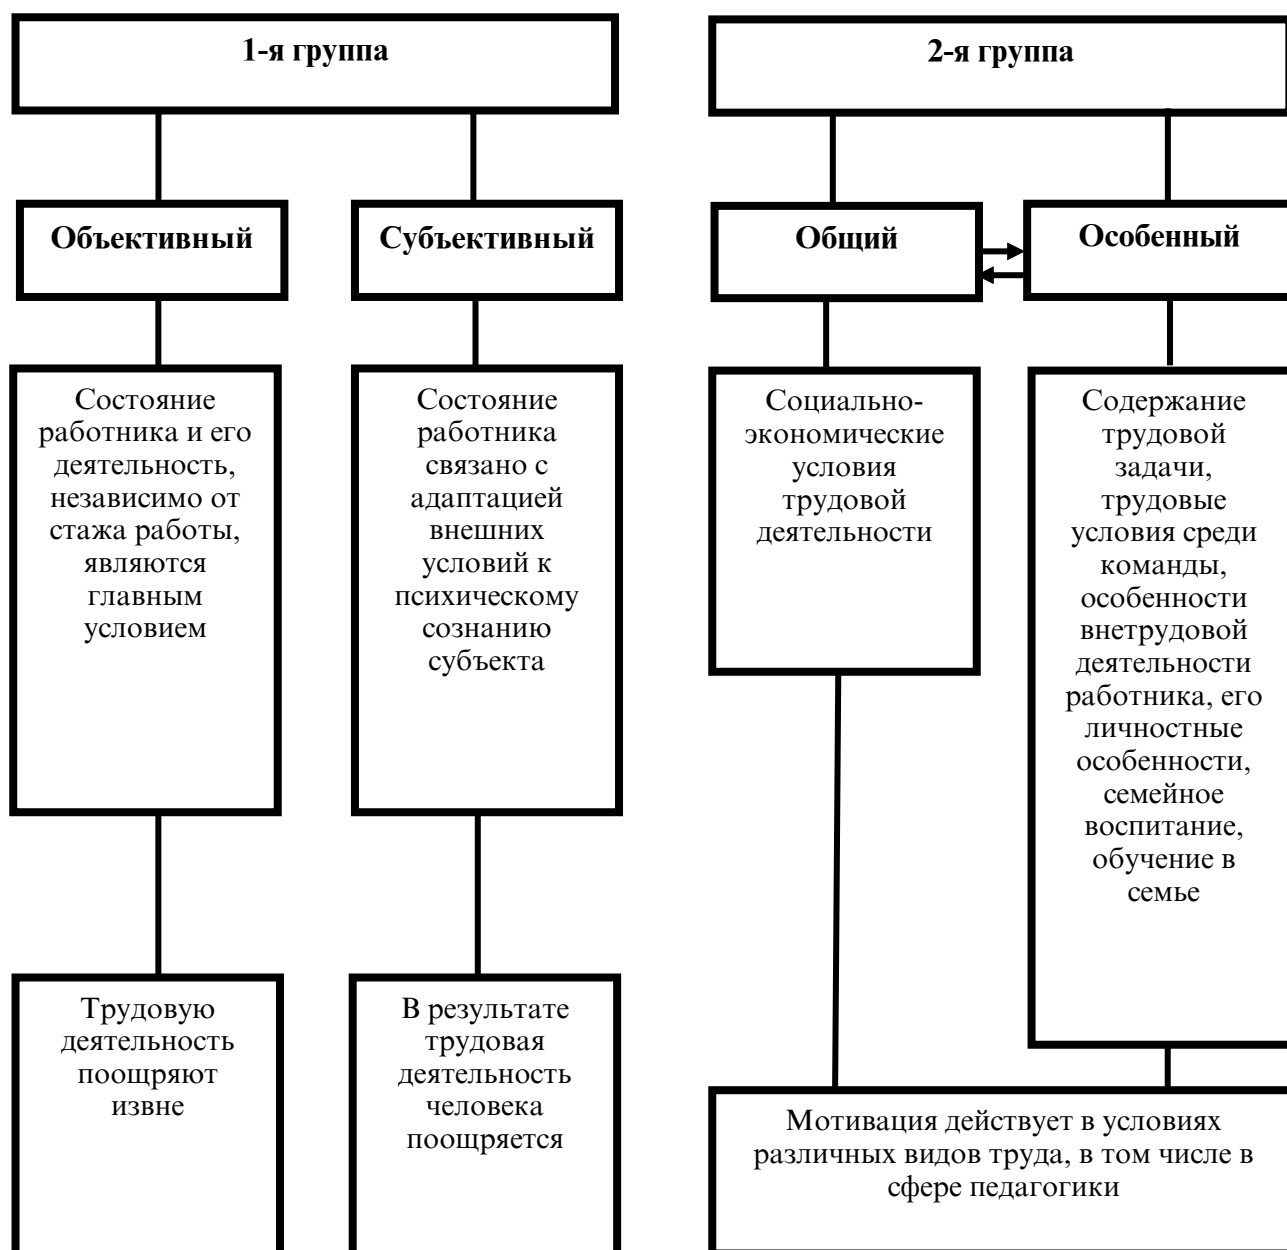 1-я группа
2-я группа
Объективный
Субъективный
Общий
Особенный
Состояние
работника и его
деятельность,
независимо от
стажа работы,
являются
главным
условием
Состояние
работника
связано с
адаптацией
внешних
условий к
психическому
сознанию
субъекта
Социально-
экономические
условия
трудовой
деятельности
Содержание
трудовой
задачи,
трудовые
условия среди
команды,
особенности
внетрудовой
деятельности
работника, его
личностные
особенности,
семейное
воспитание,
обучение в
семье
Трудовую
деятельность
поощряют
извне
В результате
трудовая
деятельность
человека
поощряется
Мотивация действует в условиях
различных видов труда, в том числе в
сфере педагогики